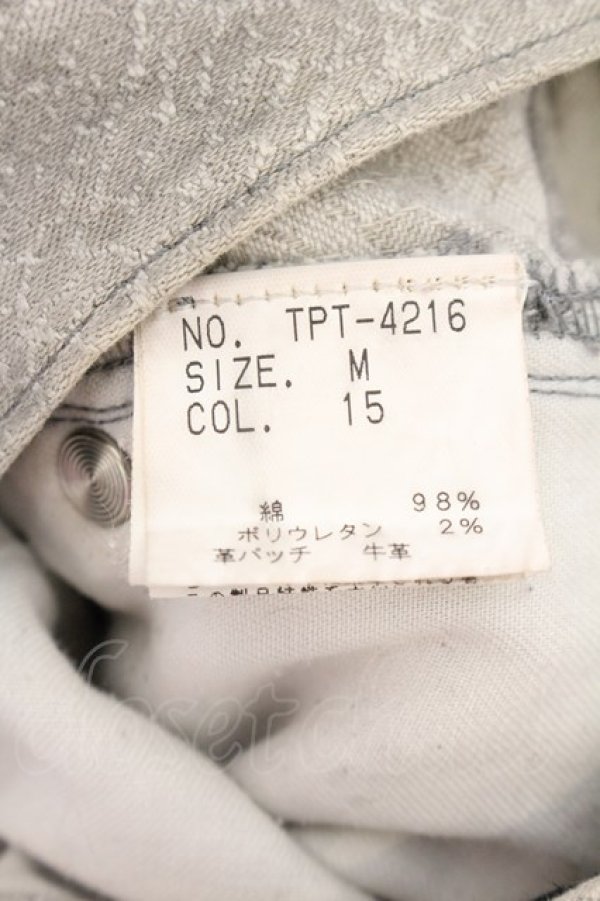 NO. TPT-4216
SIZE. M
COL. 15
綿 98%
ポリウレタン 2%
革パッチ 牛革